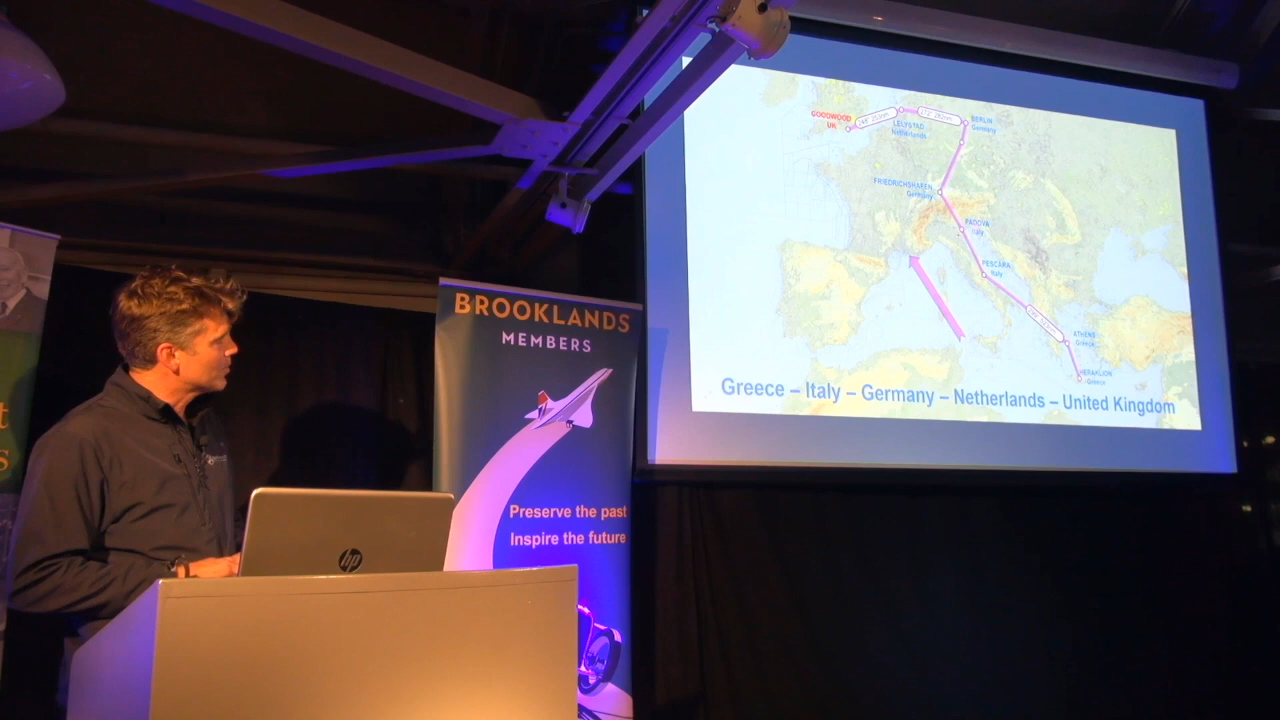 BROOKLANDS
MEMBERS
Preserve the past
Inspire the future
hp
t
s
GOODWOOD
UK
LELYSTAD
Netherlands
BERLIN
Germany
FRIEDRICHSHAFEN
Germany
PADOVA
Italy
PESCARA
Italy
ATHENS
Greece
HERAKLION
Greece
Greece – Italy – Germany – Netherlands – United Kingdom